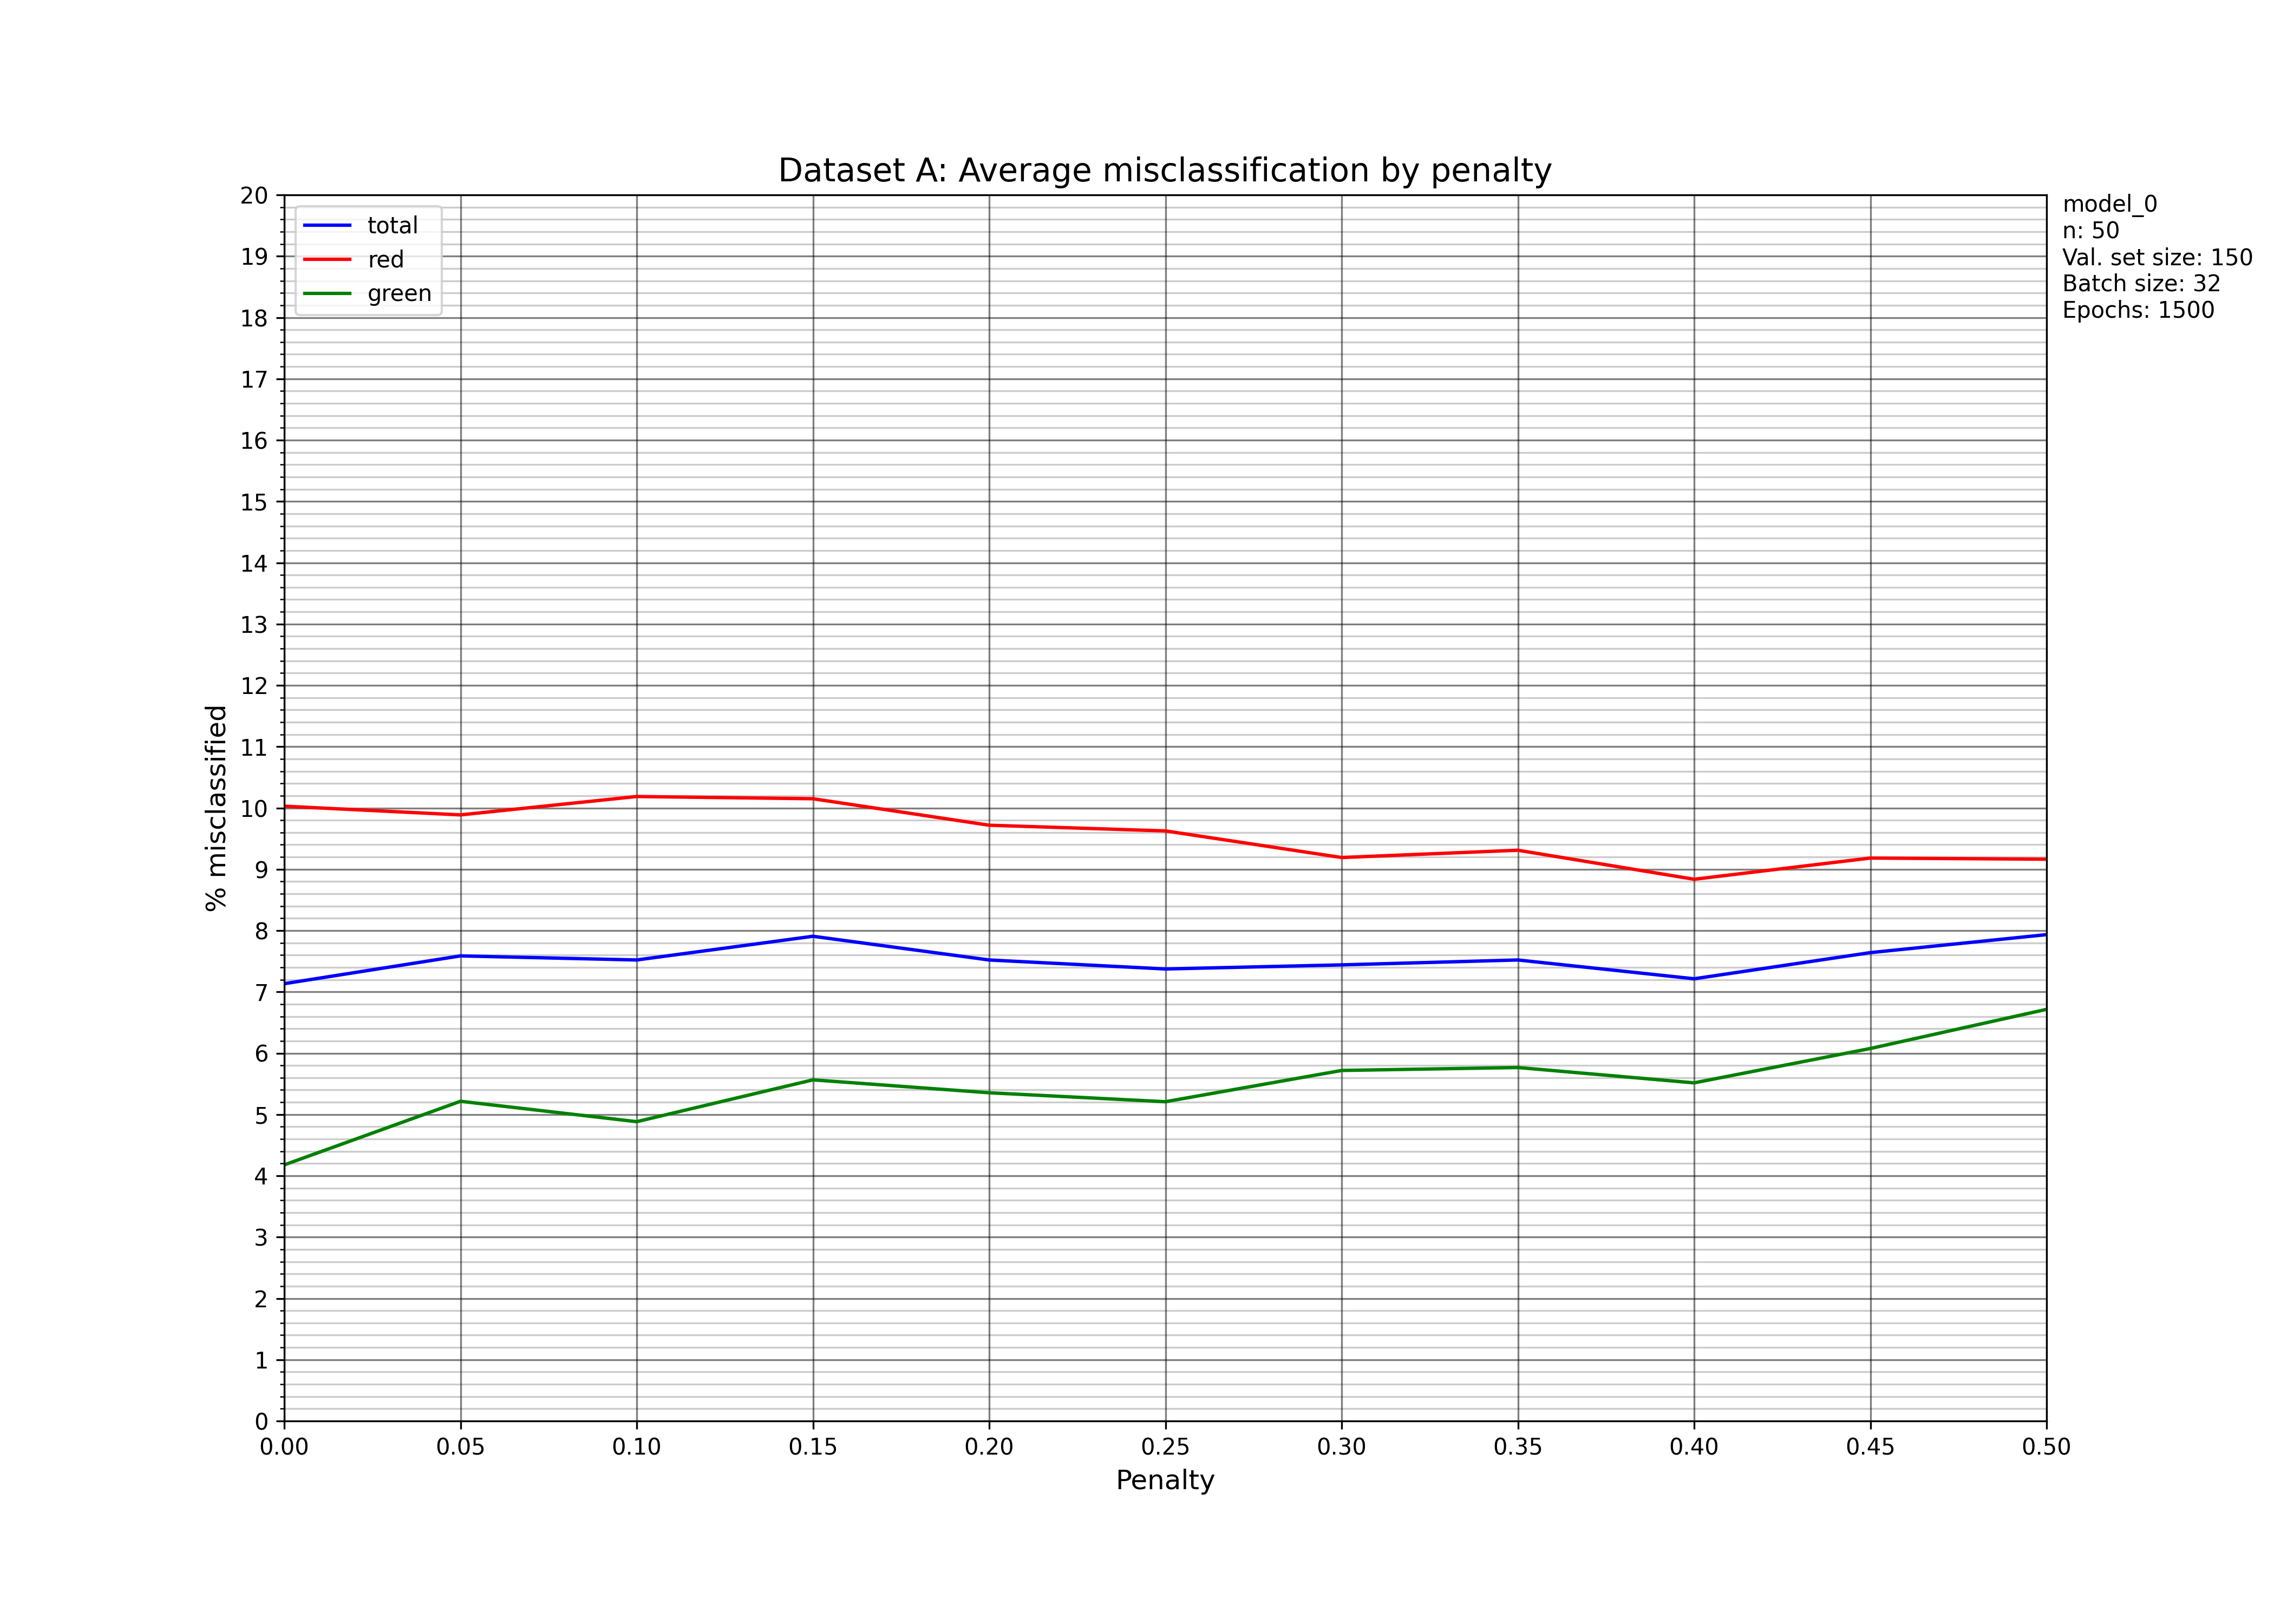 Dataset A: Average misclassification by penalty
total
red
green
model_0
n: 50
Val. set size: 150
Batch size: 32
Epochs: 1500
% misclassified
20
19
18
17
16
15
14
13
12
11
10
9
8
7
6
5
4
3
2
1
0
0.00 0.05 0.10 0.15 0.20 0.25 0.30 0.35 0.40 0.45 0.50
Penalty